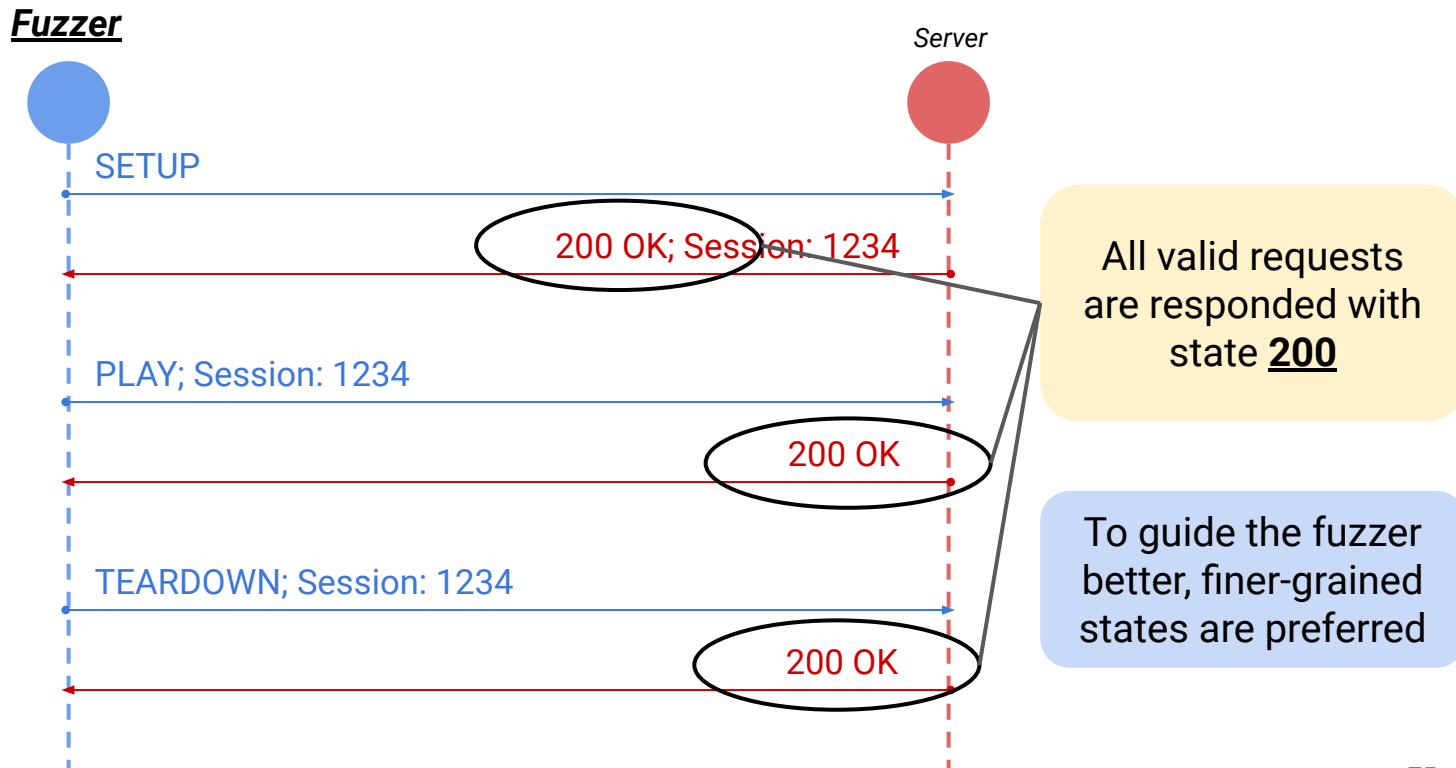 Fuzzer
Server
SETUP
200 OK; Session: 1234
PLAY; Session: 1234
200 OK
TEARDOWN; Session: 1234
200 OK
All valid requests
are responded with
state 200
To guide the fuzzer
better, finer-grained
states are preferred